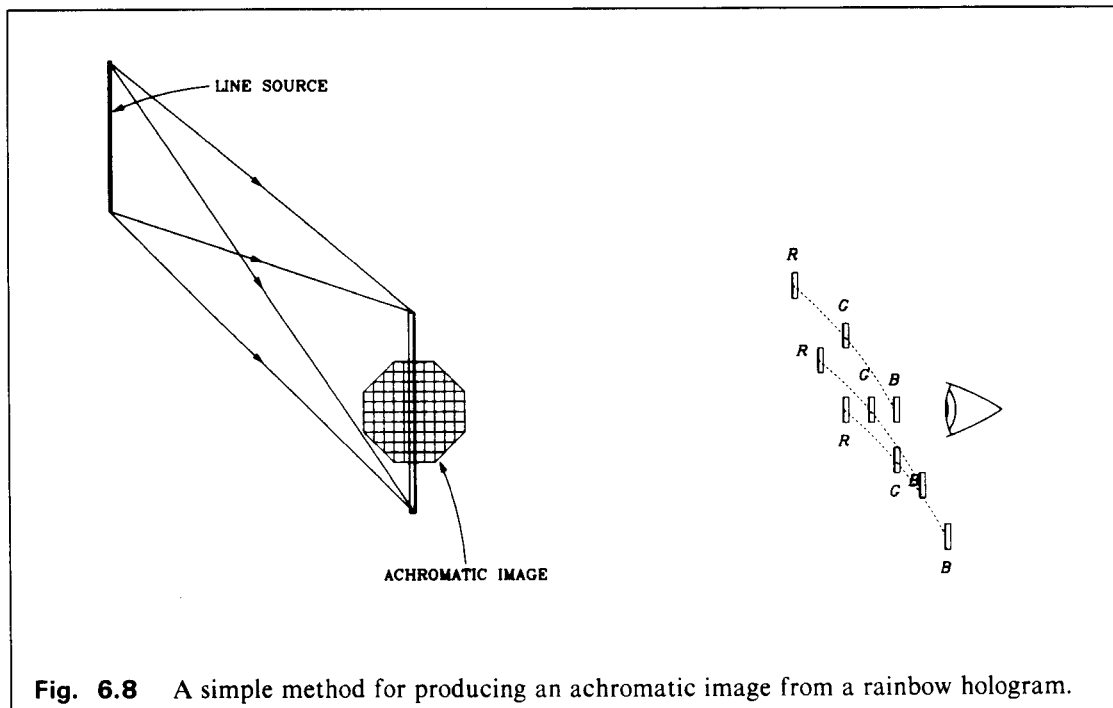 LINE SOURCE
R
G
R
G
B
R
G
B
B
ACHROMATIC IMAGE
Fig. 6.8 A simple method for producing an achromatic image from a rainbow hologram.